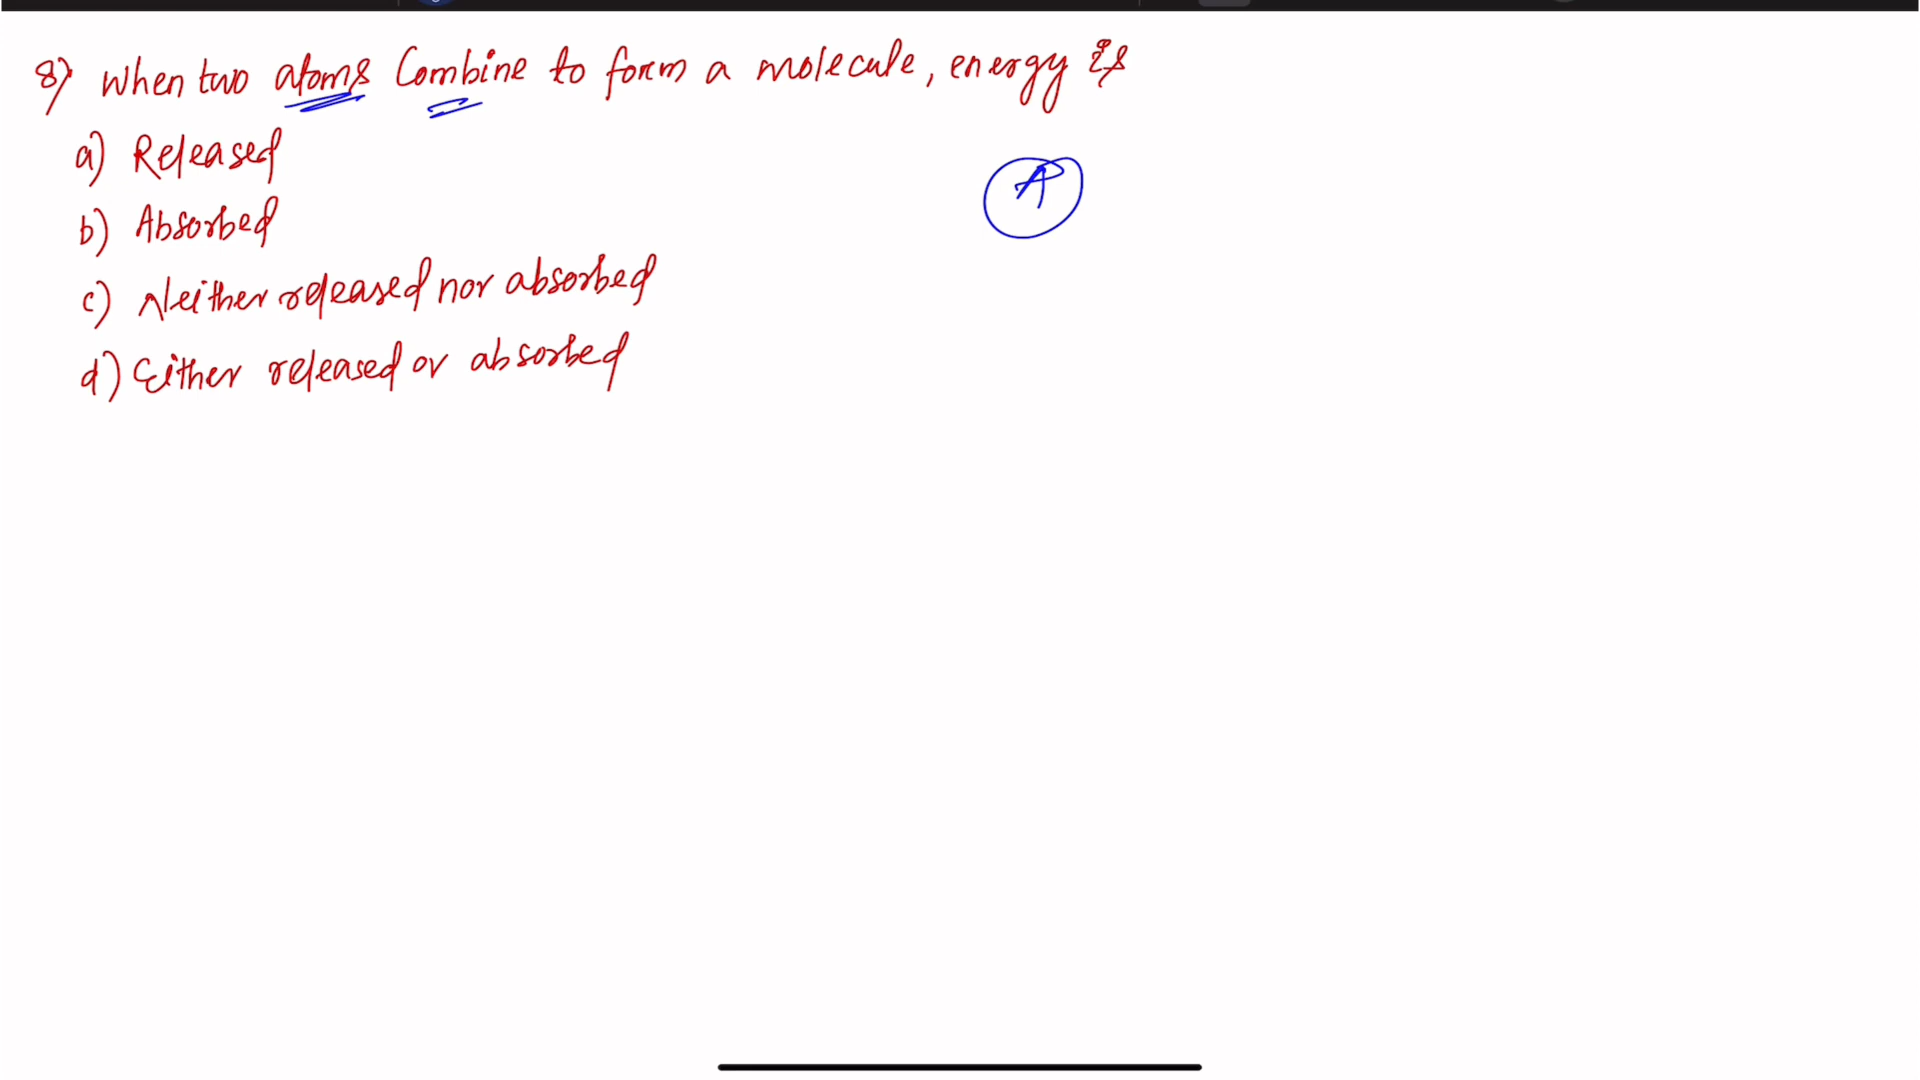 8) When two atoms Combine to form a molecule, energy is
a) Released
b) Absorbed
c) Neither released nor absorbed
d) Either released or absorbed
A